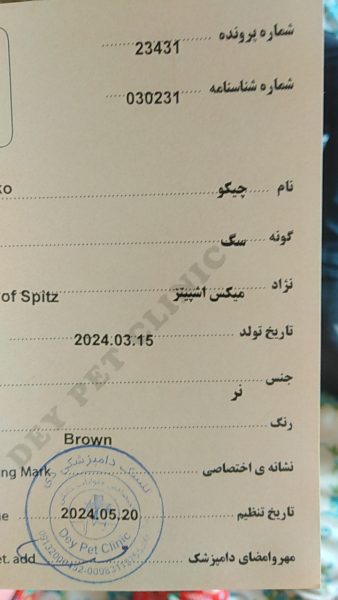 شماره پرونده 23431
شماره شناسنامه 030231
نام چیکو
گونه سگ
نژاد میکس اشپیتز
of Spitz
تاریخ تولد 2024.03.15
جنس نر
رنگ
Brown
نشانه ی اختصاصی
ng Mark
تاریخ تنظیم 2024.05.20
مهر وامضای دامپزشک
et. add
DEY PET CLINIC
Dey Pet Clinic